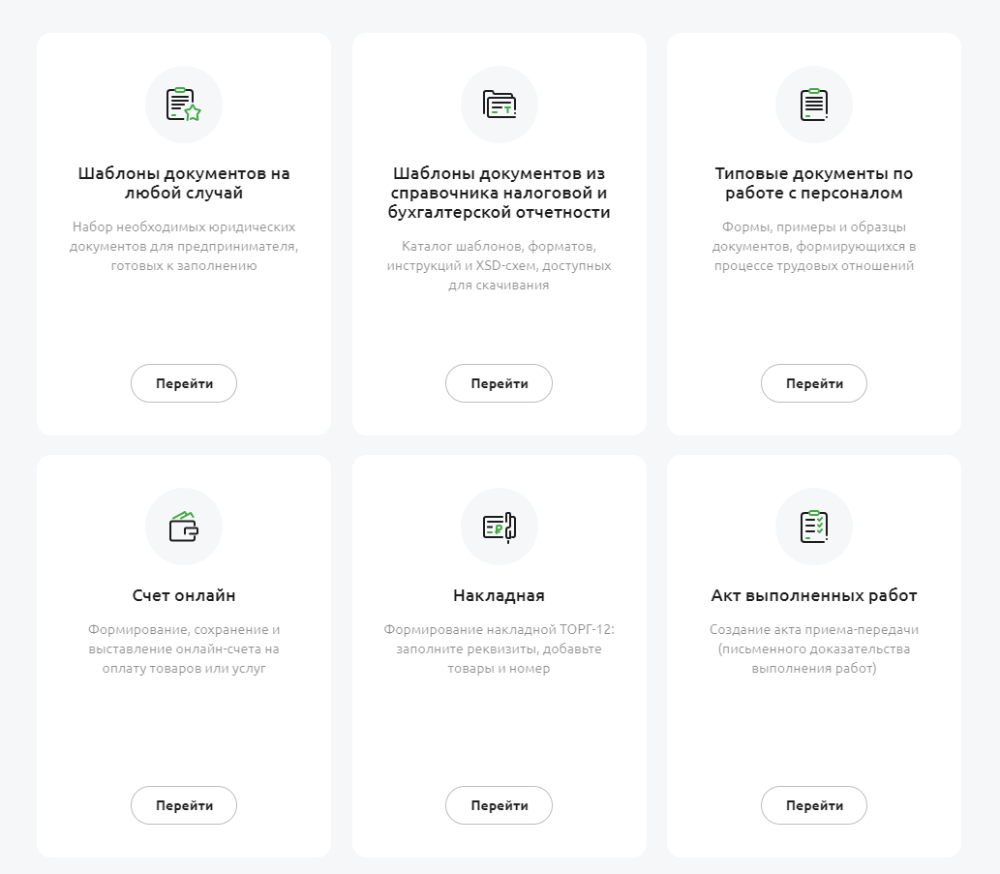 Шаблоны документов на
любой случай
Набор необходимых юридических
документов для предпринимателя,
готовых к заполнению
Перейти
Шаблоны документов из
справочника налоговой и
бухгалтерской отчетности
Каталог шаблонов, форматов,
инструкций и XSD-схем, доступных
для скачивания
Перейти
Типовые документы по
работе с персоналом
Формы, примеры и образцы
документов, формирующихся в
процессе трудовых отношений
Перейти
Счет онлайн
Формирование, сохранение и
выставление онлайн-счета на
оплату товаров или услуг
Перейти
Накладная
Формирование накладной ТОРГ-12:
заполните реквизиты, добавьте
товары и номер
Перейти
Акт выполненных работ
Создание акта приема-передачи
(письменного доказательства
выполнения работ)
Перейти